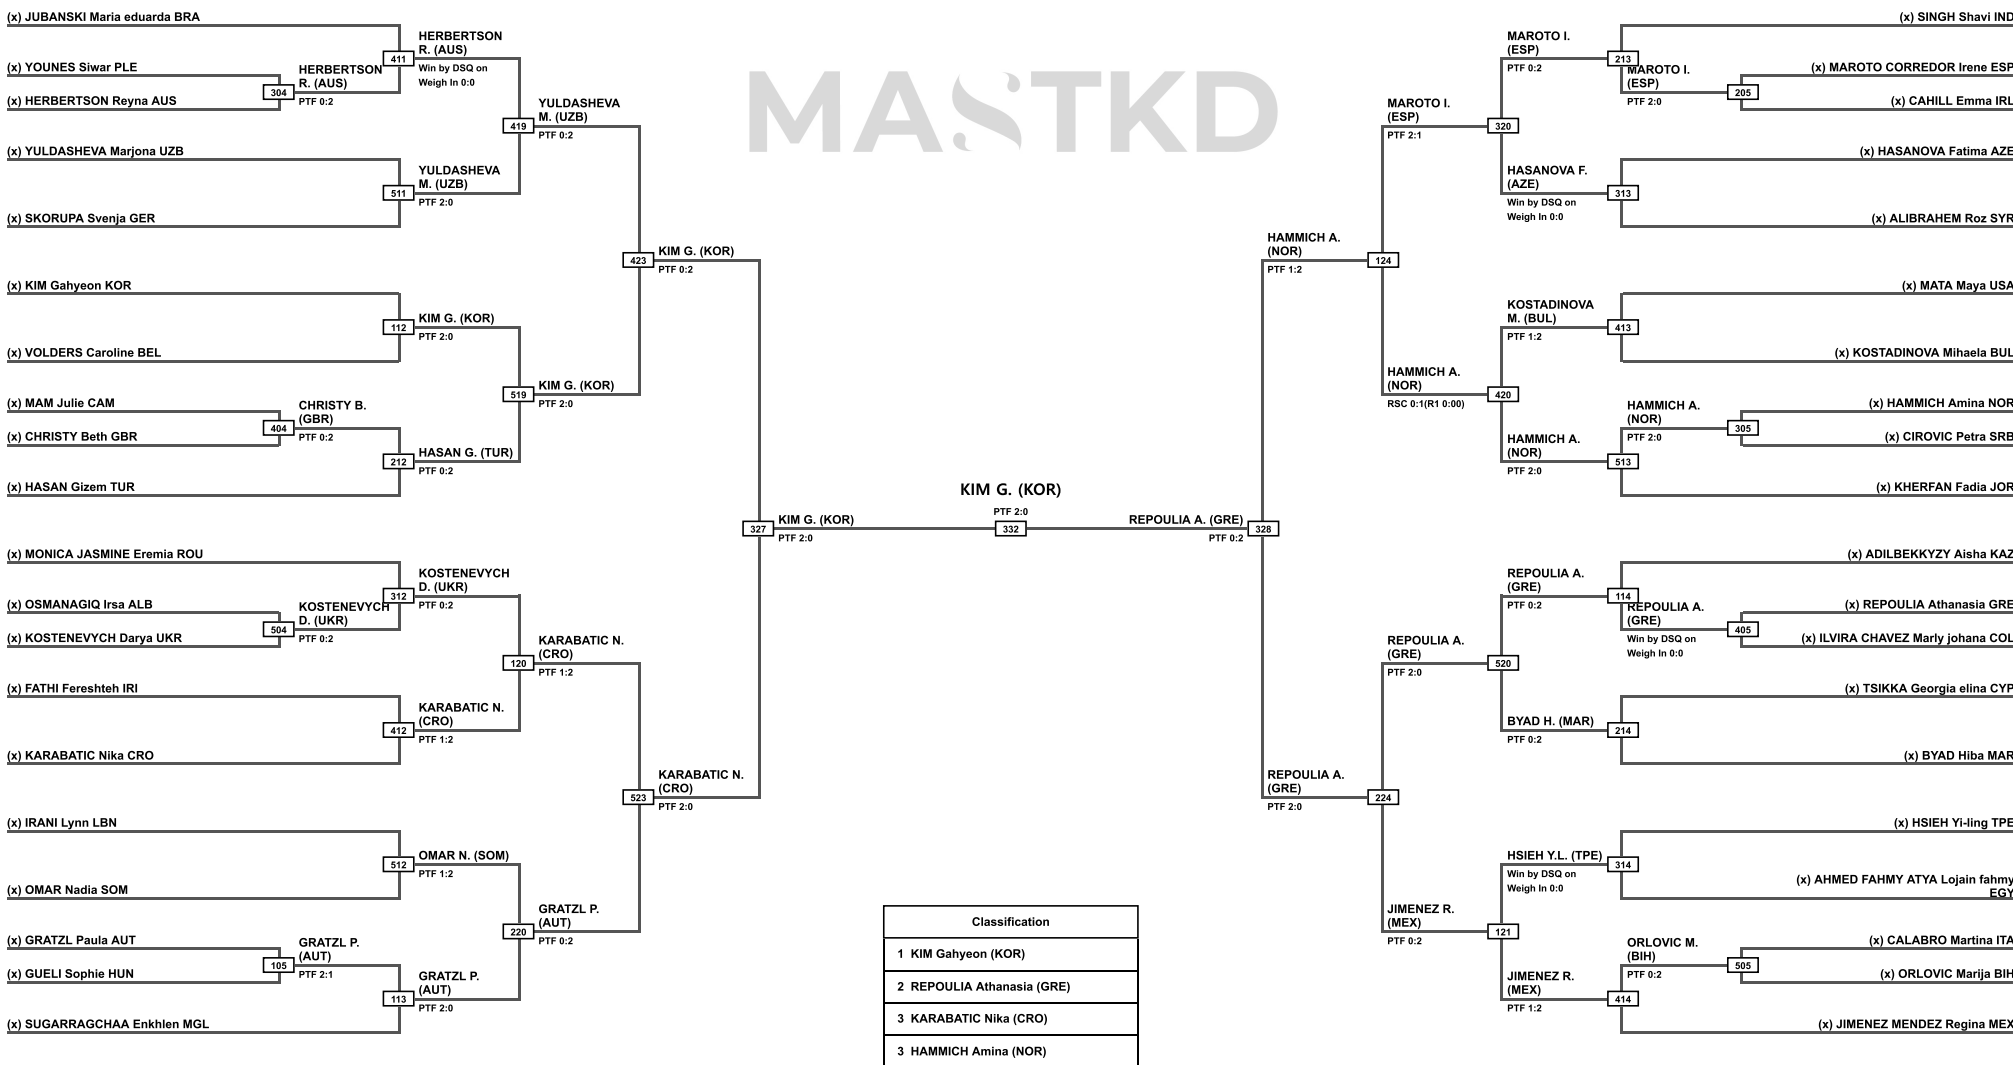 (x) JUBANSKI Maria eduarda BRA
(x) YOUNES Siwar PLE
(x) HERBERTSON Reyna AUS
(x) YULDASHEVA Marjona UZB
(x) SKORUPA Svenja GER
(x) KIM Gahyeon KOR
(x) VOLDERS Caroline BEL
(x) MAM Julie CAM
(x) CHRISTY Beth GBR
(x) HASAN Gizem TUR
(x) MONICA JASMINE Eremia ROU
(x) OSMANAGIQ Irsa ALB
(x) KOSTENEVYCH Darya UKR
(x) FATHI Fereshteh IRI
(x) KARABATIC Nika CRO
(x) IRANI Lynn LBN
(x) OMAR Nadia SOM
(x) GRATZL Paula AUT
(x) GUELI Sophie HUN
(x) SUGARRAGCHAA Enkhlen MGL
304
HERBERTSON
R. (AUS)
PTF 0:2
404
CHRISTY B.
(GBR)
PTF 0:2
504
KOSTENEVYCH
D. (UKR)
PTF 0:2
105
GRATZL P.
(AUT)
PTF 2:1
411
HERBERTSON
R. (AUS)
Win by DSQ on
Weigh In 0:0
511
YULDASHEVA
M. (UZB)
PTF 2:0
112
KIM G. (KOR)
PTF 2:0
212
HASAN G. (TUR)
PTF 0:2
312
KOSTENEVYCH
D. (UKR)
PTF 0:2
412
KARABATIC N.
(CRO)
PTF 1:2
512
OMAR N. (SOM)
PTF 1:2
113
GRATZL P.
(AUT)
PTF 2:0
419
YULDASHEVA
M. (UZB)
PTF 0:2
519
KIM G. (KOR)
PTF 2:0
120
KARABATIC N.
(CRO)
PTF 1:2
220
GRATZL P.
(AUT)
PTF 0:2
423
KIM G. (KOR)
PTF 0:2
523
KARABATIC N.
(CRO)
PTF 2:0
327
KIM G. (KOR)
PTF 2:0
MASTKD
KIM G. (KOR)
PTF 2:0
332
REPOULIA A. (GRE)
PTF 0:2
328
HAMMICH A.
(NOR)
PTF 1:2
124
REPOULIA A.
(GRE)
PTF 2:0
224
MAROTO I.
(ESP)
PTF 2:1
320
HAMMICH A.
(NOR)
RSC 0:1(R1 0:00)
420
REPOULIA A.
(GRE)
PTF 2:0
520
JIMENEZ R.
(MEX)
PTF 0:2
121
MAROTO I.
(ESP)
PTF 0:2
213
HASANOVA F.
(AZE)
Win by DSQ on
Weigh In 0:0
313
KOSTADINOVA
M. (BUL)
PTF 1:2
413
HAMMICH A.
(NOR)
PTF 2:0
513
REPOULIA A.
(GRE)
PTF 0:2
114
BYAD H. (MAR)
PTF 0:2
214
HSIEH Y.L. (TPE)
Win by DSQ on
Weigh In 0:0
314
JIMENEZ R.
(MEX)
PTF 1:2
414
MAROTO I.
(ESP)
PTF 2:0
205
HAMMICH A.
(NOR)
PTF 2:0
305
REPOULIA A.
(GRE)
Win by DSQ on
Weigh In 0:0
405
ORLOVIC M.
(BIH)
PTF 0:2
505
(x) SINGH Shavi IND
(x) MAROTO CORREDOR Irene ESP
(x) CAHILL Emma IRL
(x) HASANOVA Fatima AZE
(x) ALIBRAHEM Roz SYR
(x) MATA Maya USA
(x) KOSTADINOVA Mihaela BUL
(x) HAMMICH Amina NOR
(x) CIROVIC Petra SRB
(x) KHERFAN Fadia JOR
(x) ADILBEKKYZY Aisha KAZ
(x) REPOULIA Athanasia GRE
(x) ILVIRA CHAVEZ Marly johana COL
(x) TSIKKA Georgia elina CYP
(x) BYAD Hiba MAR
(x) HSIEH Yi-ling TPE
(x) AHMED FAHMY ATYA Lojain fahmy
EGY
(x) CALABRO Martina ITA
(x) ORLOVIC Marija BIH
(x) JIMENEZ MENDEZ Regina MEX
Classification
1 KIM Gahyeon (KOR)
2 REPOULIA Athanasia (GRE)
3 KARABATIC Nika (CRO)
3 HAMMICH Amina (NOR)